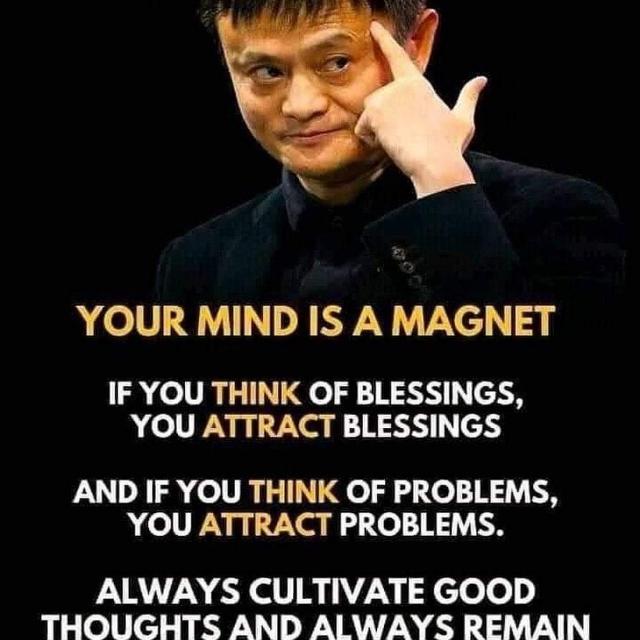 YOUR MIND IS A MAGNET
IF YOU THINK OF BLESSINGS,
YOU ATTRACT BLESSINGS
AND IF YOU THINK OF PROBLEMS,
YOU ATTRACT PROBLEMS.
ALWAYS CULTIVATE GOOD
THOUGHTS AND ALWAYS REMAIN